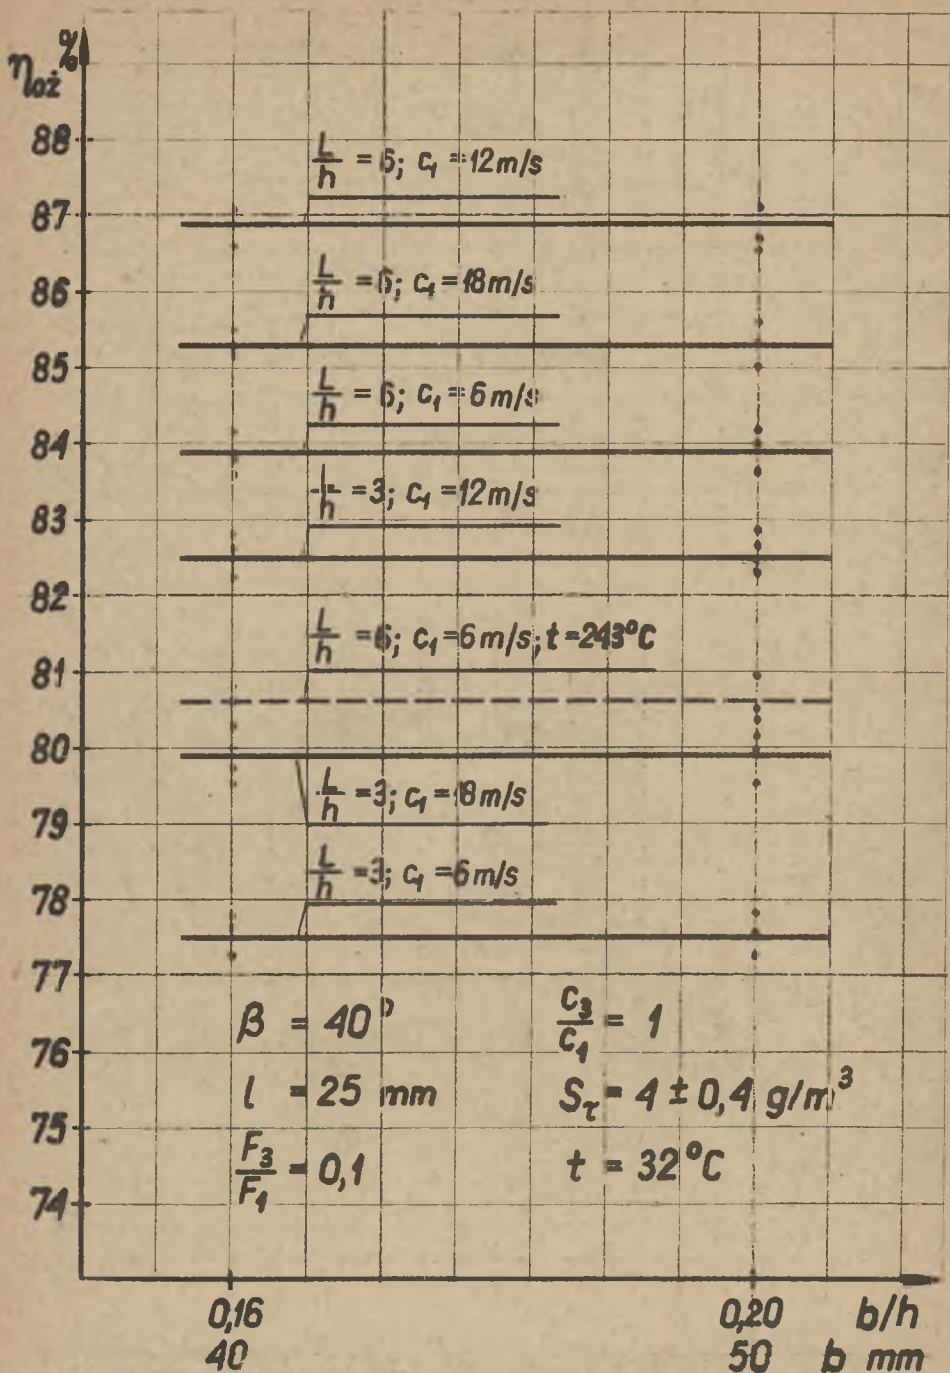 η_oż %
88
L/h = 6; c₁ = 12 m/s
87
86
L/h = 6; c₁ = 18 m/s
85
L/h = 6; c₁ = 6 m/s
84
L/h = 3; c₁ = 12 m/s
83
82
L/h = 6; c₁ = 6 m/s; t = 243°C
81
80
L/h = 3; c₁ = 18 m/s
79
L/h = 3; c₁ = 6 m/s
78
77
β = 40°
C₃/C₁ = 1
76
l = 25 mm
S_τ = 4 ± 0,4 g/m³
75
F₃/F₁ = 0,1
t = 32°C
74
0,16 0,20 b/h
40 50 b mm